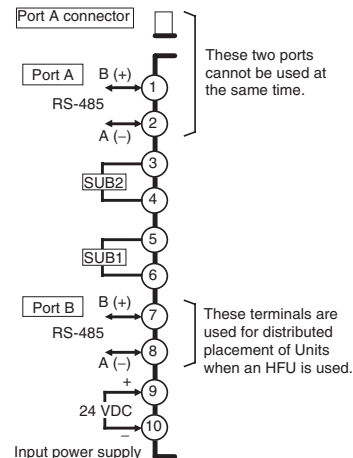 Port A connector
These two ports
cannot be used at
the same time.
Port A
B (+)
1
RS-485
2
A (−)
3
SUB2
4
5
SUB1
6
Port B
B (+)
7
RS-485
8
A (−)
These terminals are
used for distributed
placement of Units
when an HFU is used.
+
9
24 VDC
−
10
Input power supply